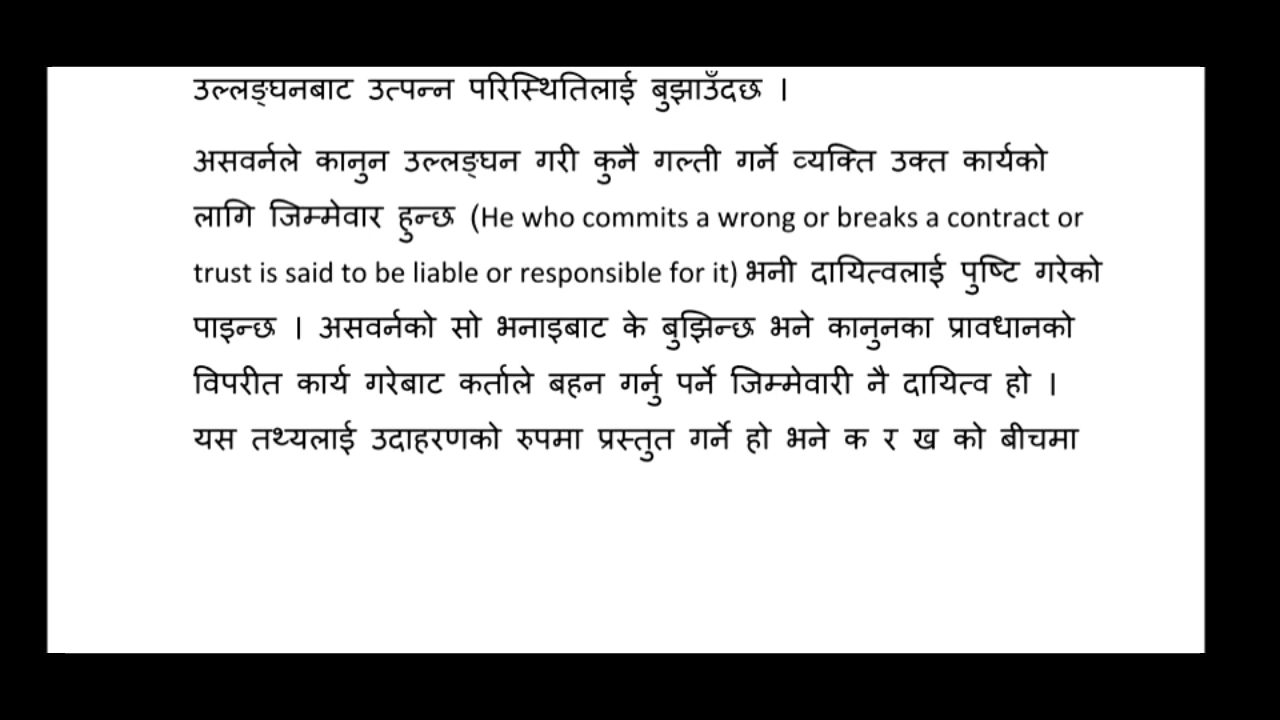 उल्लङ्घनबाट उत्पन्न परिस्थितिलाई बुझाउँदछ ।
असवर्नले कानुन उल्लङ्घन गरी कुनै गल्ती गर्ने व्यक्ति उक्त कार्यको
लागि जिम्मेवार हुन्छ (He who commits a wrong or breaks a contract or
trust is said to be liable or responsible for it) भनी दायित्वलाई पुष्टि गरेको
पाइन्छ । असवर्नको सो भनाइबाट के बुझिन्छ भने कानुनका प्रावधानको
विपरीत कार्य गरेबाट कर्ताले बहन गर्नु पर्ने जिम्मेवारी नै दायित्व हो ।
यस तथ्यलाई उदाहरणको रुपमा प्रस्तुत गर्ने हो भने क र ख को बीचमा